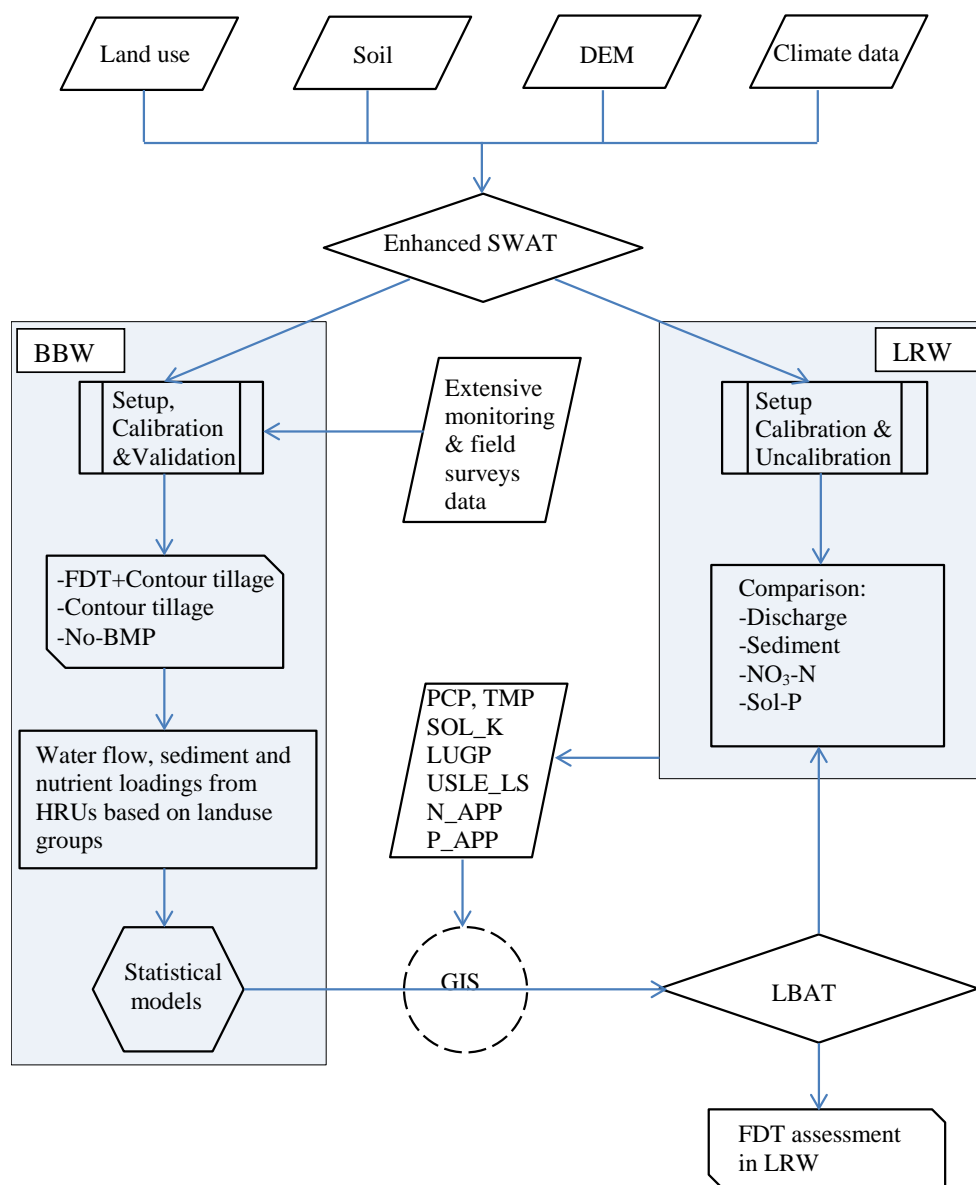 Land use
Soil
DEM
Climate data
Enhanced SWAT
BBW
LRW
Setup,
Calibration
&Validation
Extensive
monitoring
& field
surveys
data
Setup
Calibration &
Uncalibration
-FDT+Contour tillage
-Contour tillage
-No-BMP
Comparison:
-Discharge
-Sediment
-NO₃-N
-Sol-P
PCP, TMP
SOL_K
LUGP
USLE_LS
N_APP
P_APP
Water flow, sediment and
nutrient loadings from
HRUs based on landuse
groups
Statistical
models
GIS
LBAT
FDT assessment
in LRW